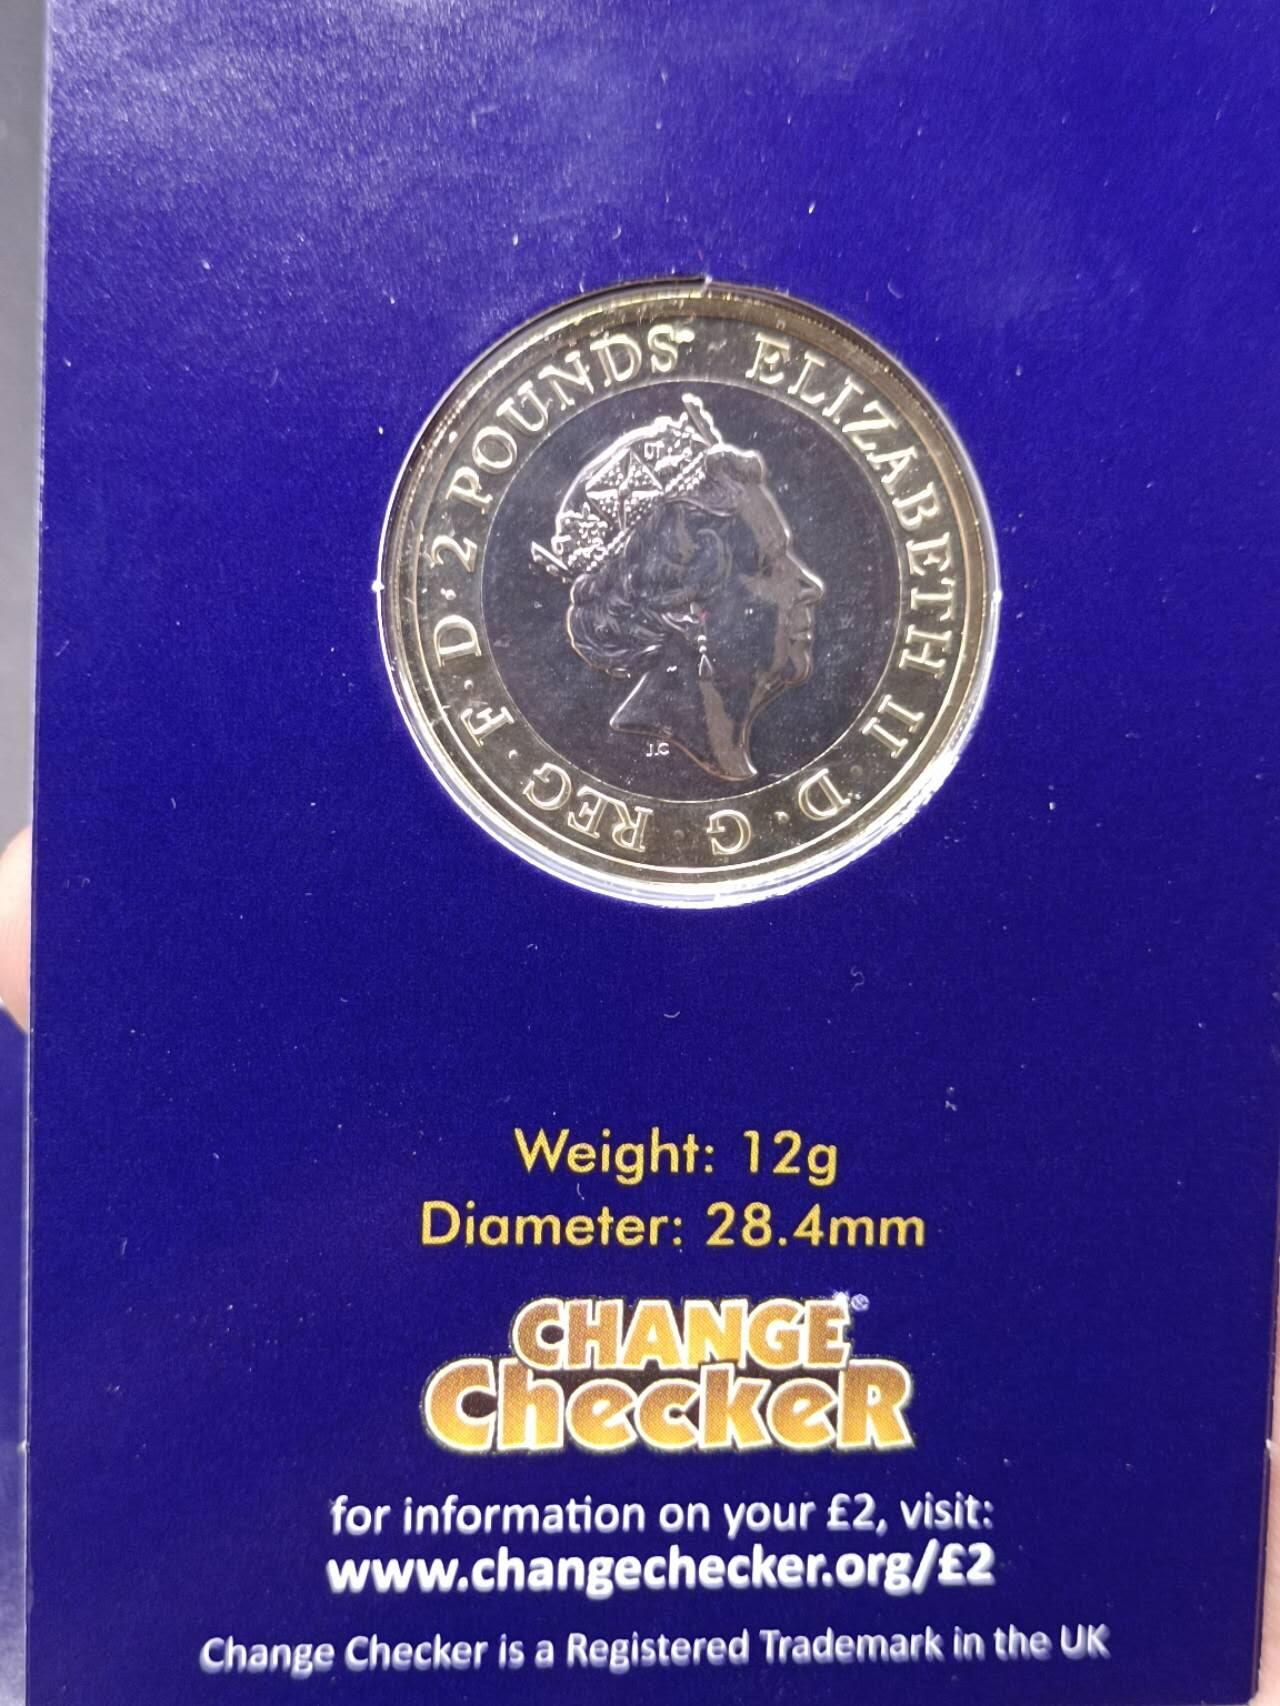 ELIZABETH II · D · G · REG · F · D · 2 POUNDS ·
J.C
Weight: 12g
Diameter: 28.4mm
CHANGE®
CheckeR
for information on your £2, visit:
www.changechecker.org/£2
Change Checker is a Registered Trademark in the UK